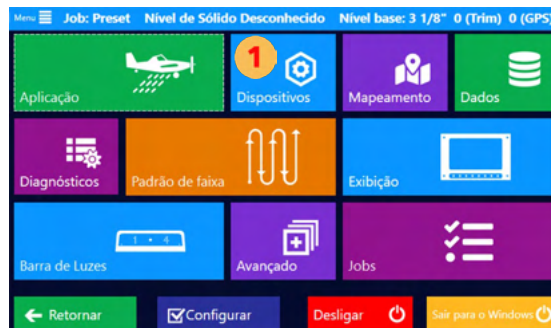 Menu Job: Preset Nível de Sólido Desconhecido Nível base: 3 1/8" 0 (Trim) 0 (GPS)
1
Aplicação Dispositivos Mapeamento Dados
Diagnósticos Padrão de faixa Exibição
1 • 4
Barra de Luzes Avançado Jobs
Retornar Configurar Desligar Sair para o Windows